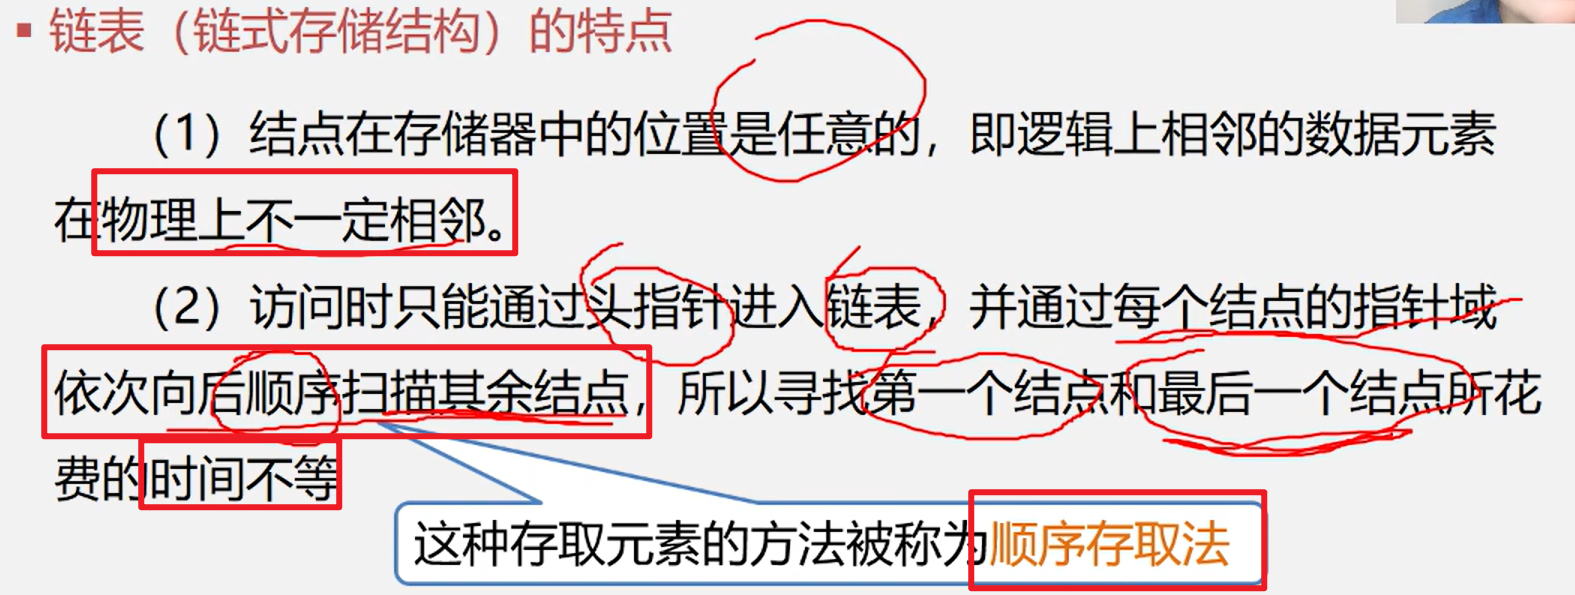 ▪ 链表（链式存储结构）的特点
（1）结点在存储器中的位置是任意的，即逻辑上相邻的数据元素
在物理上不一定相邻。
（2）访问时只能通过头指针进入链表，并通过每个结点的指针域
依次向后顺序扫描其余结点，所以寻找第一个结点和最后一个结点所花
费的时间不等
这种存取元素的方法被称为顺序存取法